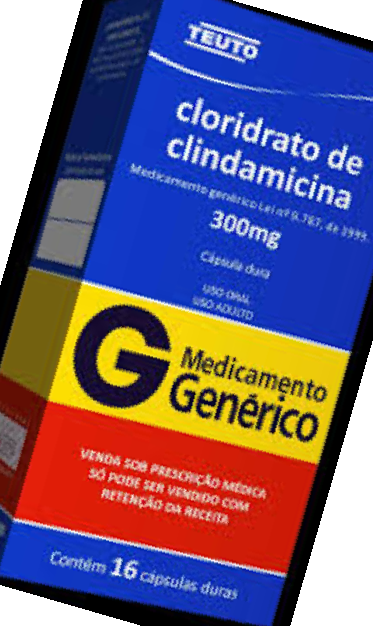 TEUTO
cloridrato de
clindamicina
Medicamento genérico Lei nº 9.787, de 1999.
300mg
Cápsula dura
USO ORAL
USO ADULTO
G
Medicamento
Genérico
VENDA SOB PRESCRIÇÃO MÉDICA
SÓ PODE SER VENDIDO COM
RETENÇÃO DA RECEITA
Contém 16 cápsulas duras